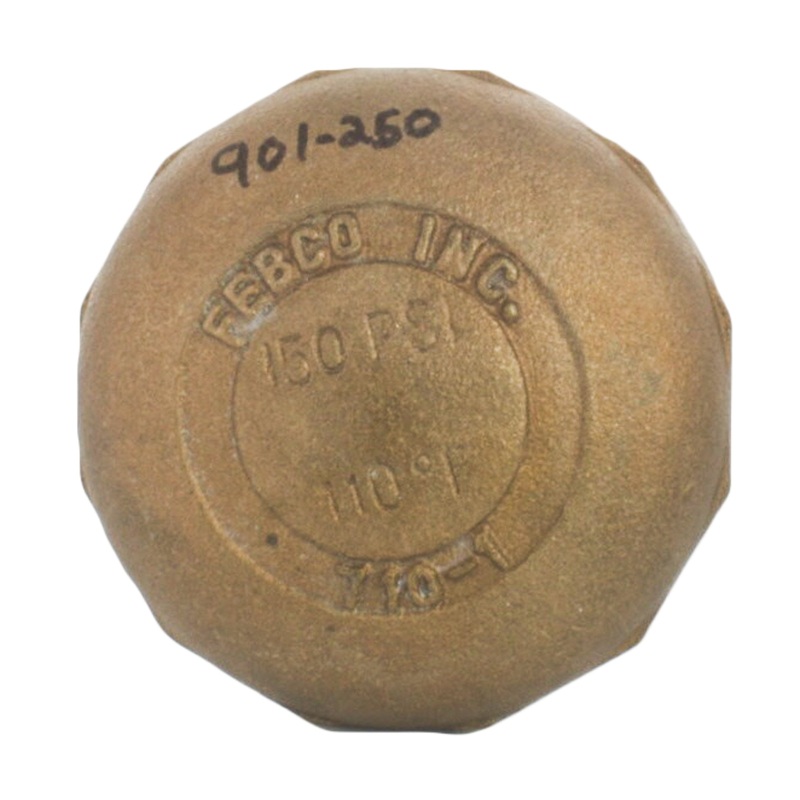 901-250
FEBCO INC.
150 PSI
110°F
710-1